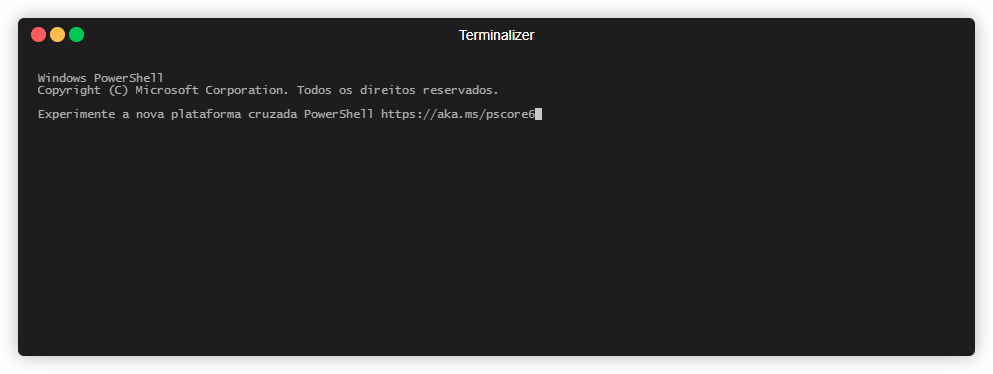 Terminalizer
Windows PowerShell
Copyright (C) Microsoft Corporation. Todos os direitos reservados.
Experimente a nova plataforma cruzada PowerShell https://aka.ms/pscore6